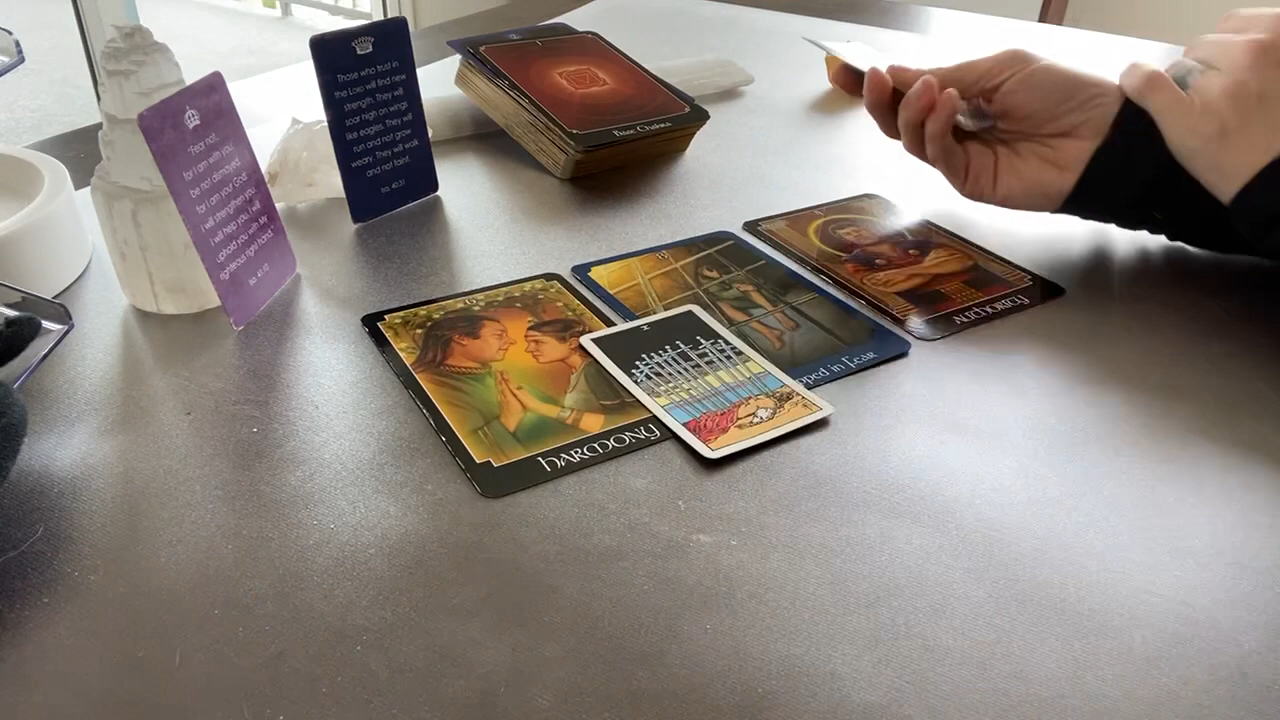 "Fear not,
for I am with you;
be not dismayed,
for I am your God.
I will strengthen you,
I will help you, I will
uphold you with My
righteous right hand."
Isa. 41:10
Those who trust in
the LORD will find new
strength. They will
soar high on wings
like eagles. They will
run and not grow
weary. They will walk
and not faint.
Isa. 40:31
1
Base Chakra
6
HARMONY
X
pped in Fear
AUTHORITY